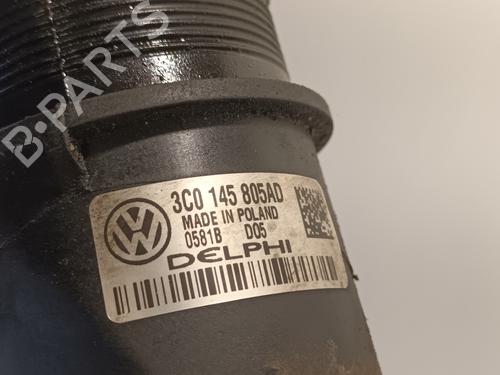 B-PARTS
3C0 145 805AD
MADE IN POLAND
0581B D05
DELPHI